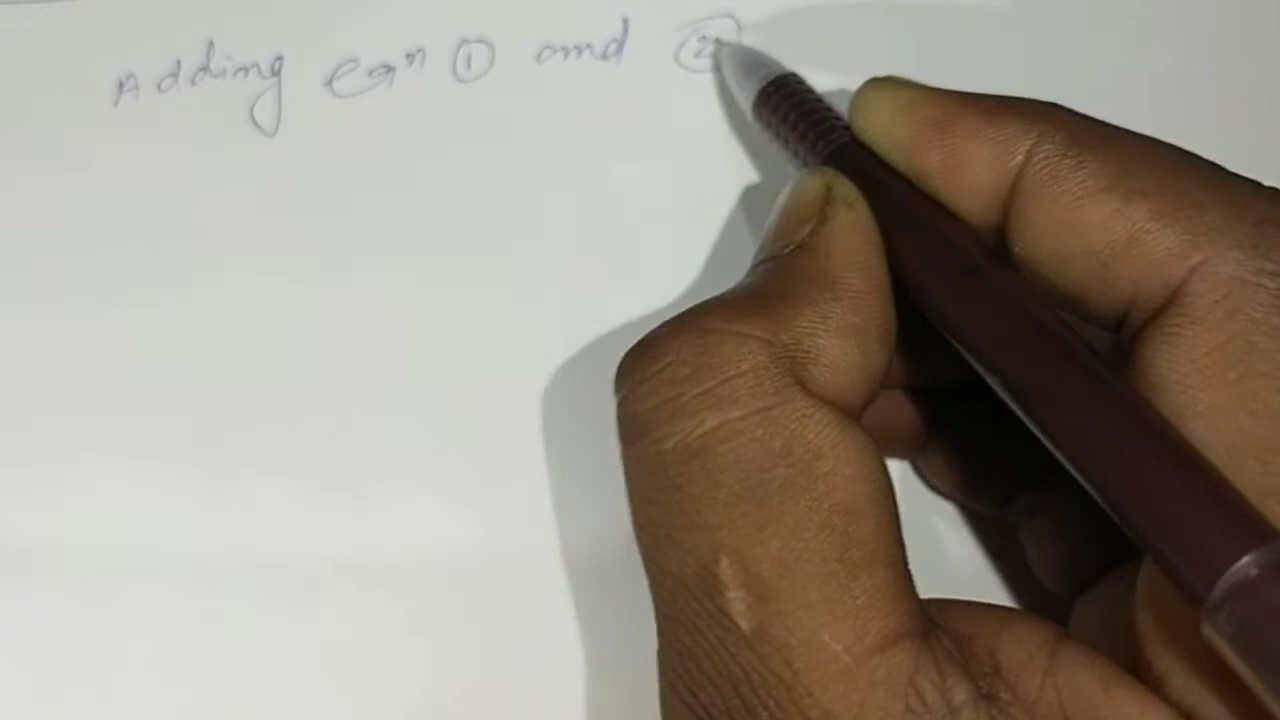 Adding eqⁿ ① and ②